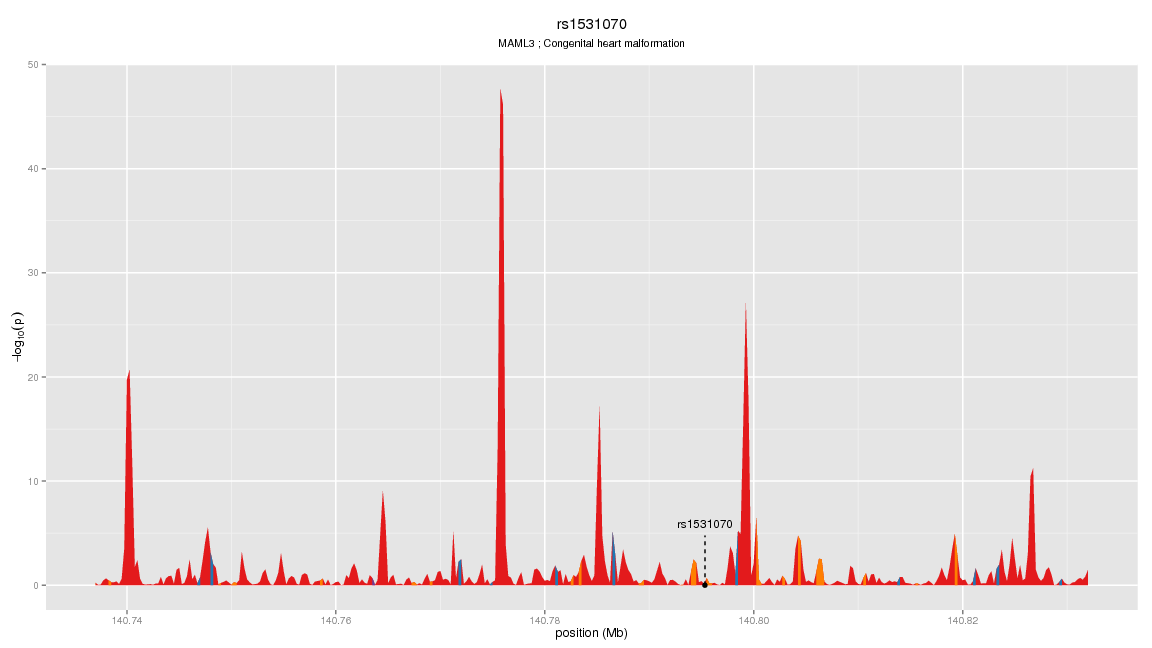 rs1531070
MAML3 ; Congenital heart malformation
50
40
30
20
10
0
−log10(p)
rs1531070
140.74
140.76
140.78
140.80
140.82
position (Mb)